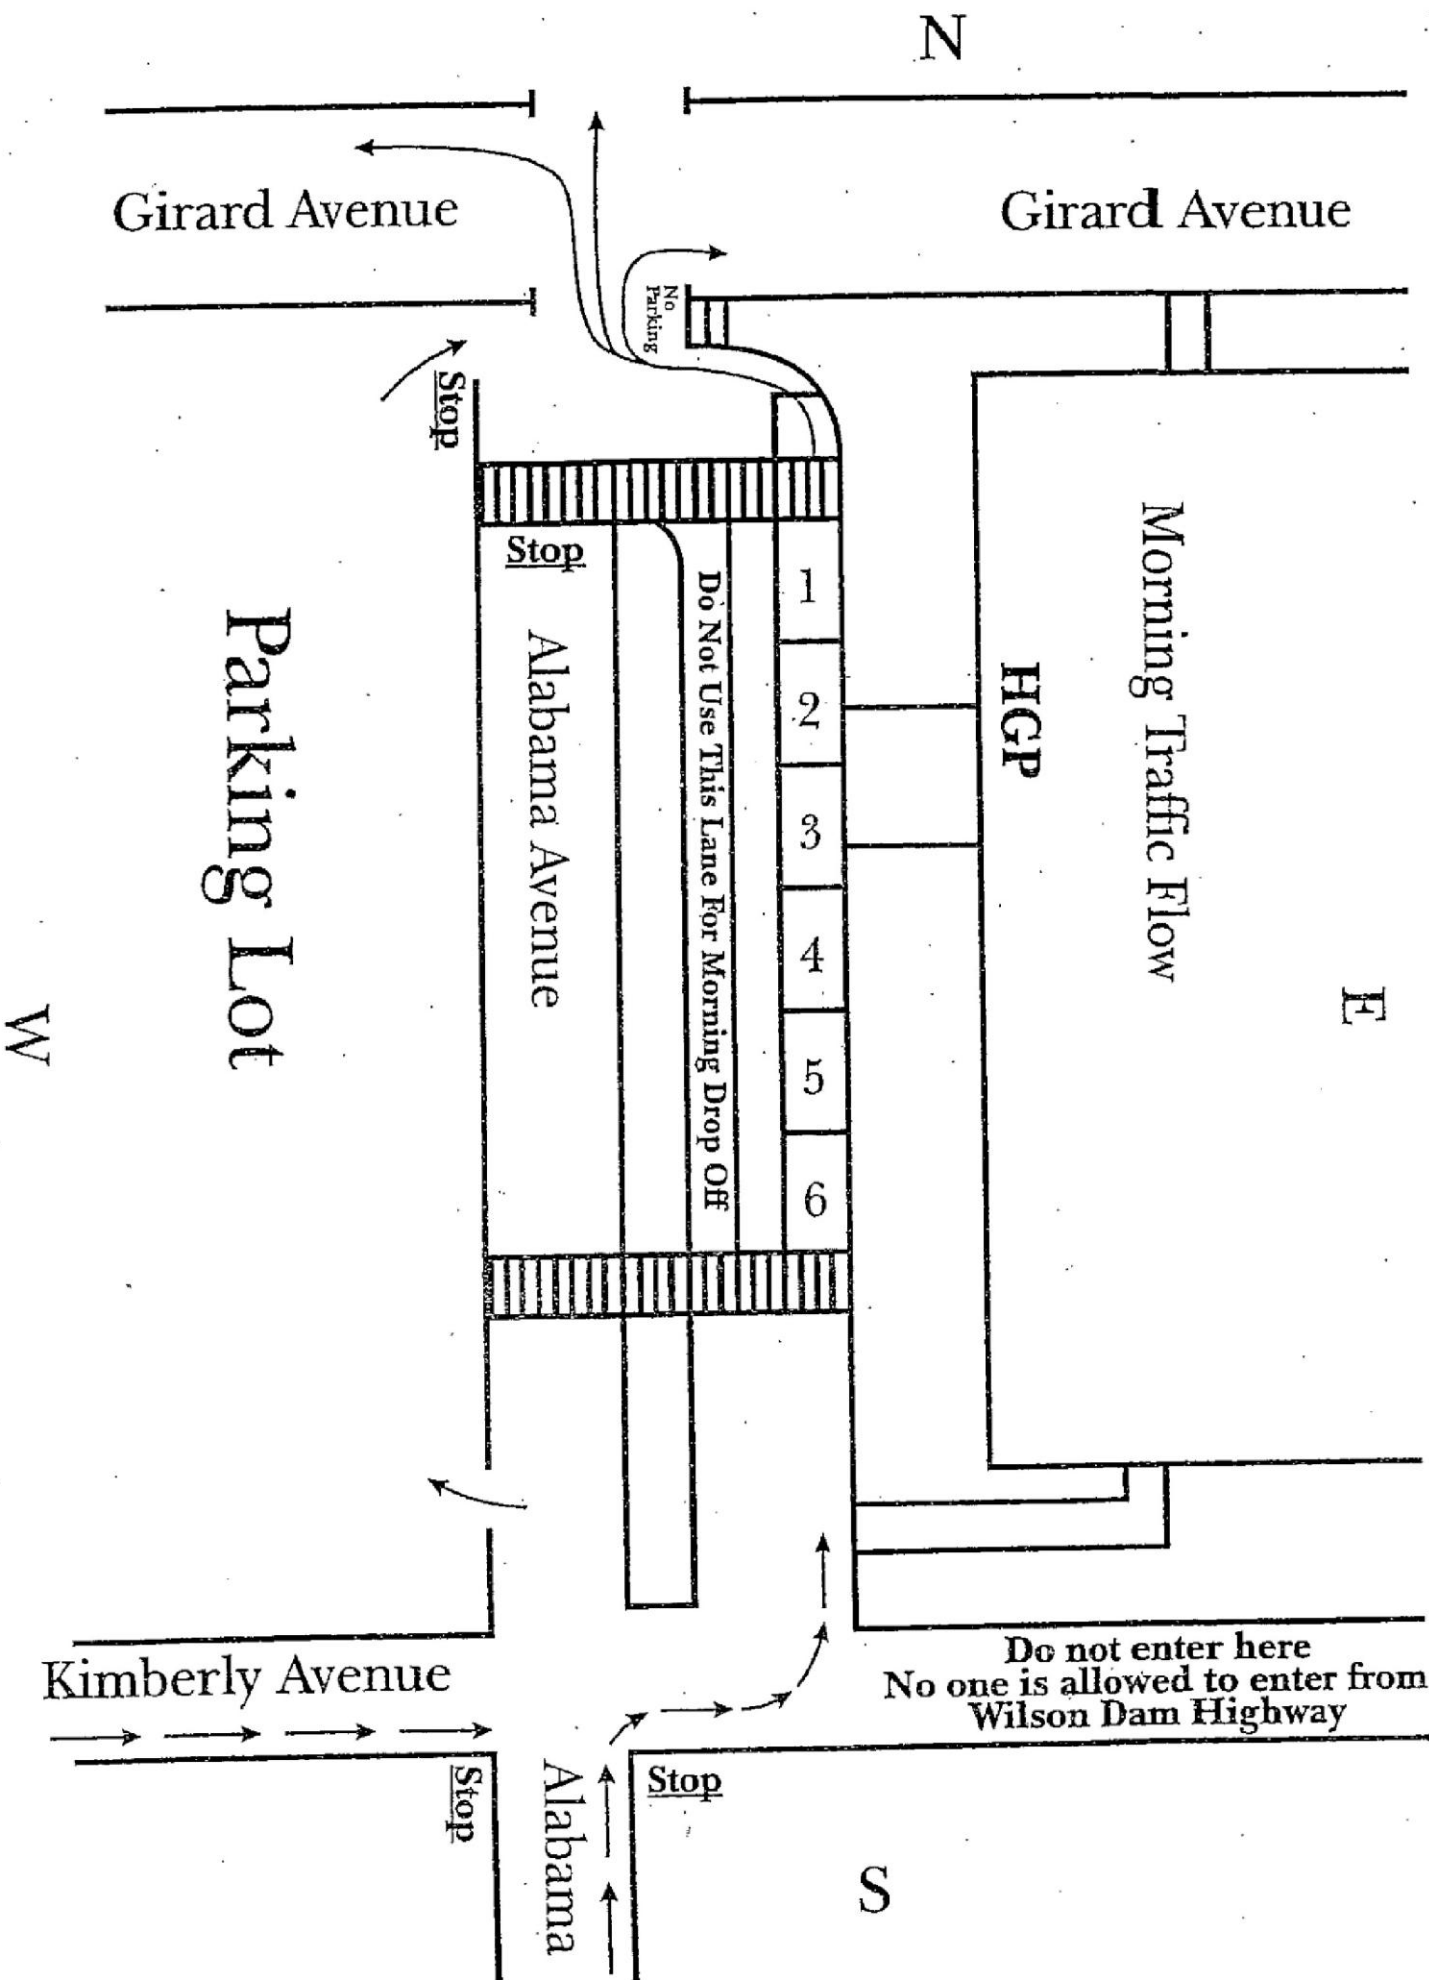 N
Girard Avenue
Girard Avenue
No
Parking
Stop
Stop
Alabama Avenue
Do Not Use This Lane For Morning Drop Off
1
2
3
4
5
6
HGP
Morning Traffic Flow
Parking Lot
W
E
Kimberly Avenue
Do not enter here
No one is allowed to enter from
Wilson Dam Highway
Stop
Alabama
Stop
S